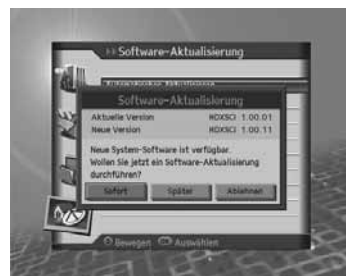 Software-Aktualisierung
Software-Aktualisierung
Aktuelle Version HDXSCI 1.00.01
Neue Version HDXSCI 1.00.11
Neue System-Software ist verfügbar.
Wollen Sie jetzt ein Software-Aktualisierung
durchführen?
Sofort Später Ablehnen
Bewegen Auswählen